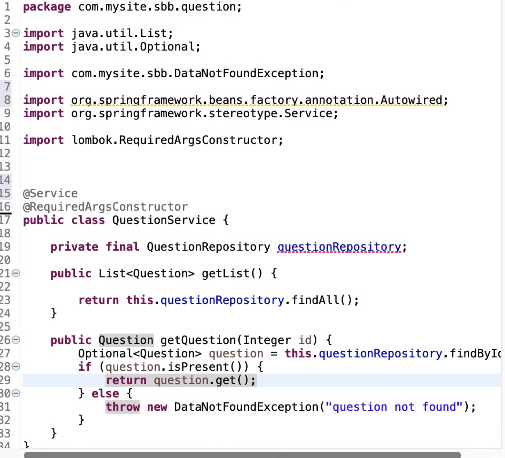 1 package com.mysite.sbb.question;
2
3 import java.util.List;
4 import java.util.Optional;
5
6 import com.mysite.sbb.DataNotFoundException;
7
8 import org.springframework.beans.factory.annotation.Autowired;
9 import org.springframework.stereotype.Service;
10
11 import lombok.RequiredArgsConstructor;
12
13
14
15 @Service
16 @RequiredArgsConstructor
17 public class QuestionService {
18
19     private final QuestionRepository questionRepository;
20
21     public List<Question> getList() {
22
23         return this.questionRepository.findAll();
24     }
25
26     public Question getQuestion(Integer id) {
27         Optional<Question> question = this.questionRepository.findById
28         if (question.isPresent()) {
29             return question.get();
30         } else {
31             throw new DataNotFoundException("question not found");
32         }
33     }
34 }